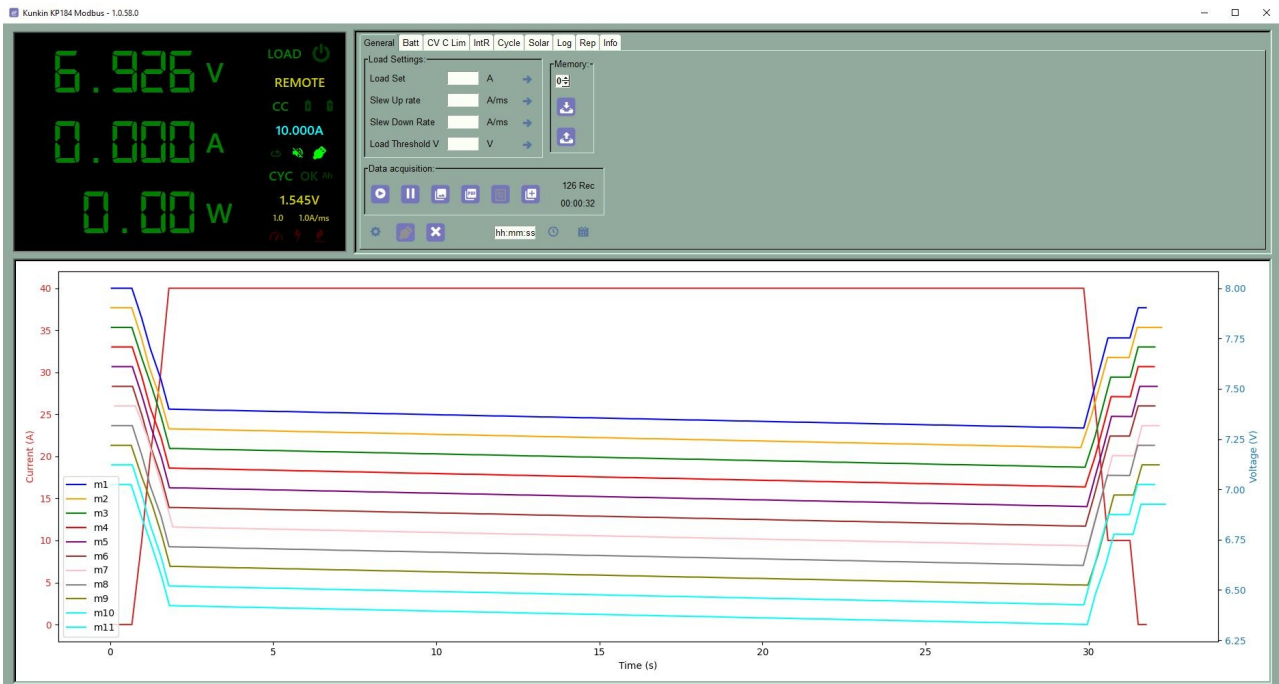 Kunkin KP184 Modbus - 1.0.58.0
6.926 V
0.000 A
0.00 W
LOAD
REMOTE
CC
10.000A
CYC OK Ah
1.545V
1.0 1.0A/ms
General Batt CV C Lim IntR Cycle Solar Log Rep Info
Load Settings:
Load Set A
Slew Up rate A/ms
Slew Down Rate A/ms
Load Threshold V V
Memory:
0
Data acquisition:
PDF
126 Rec
00:00:32
hh:mm:ss
Current (A)
40
35
30
25
20
15
10
5
0
m1
m2
m3
m4
m5
m6
m7
m8
m9
m10
m11
0 5 10 15 20 25 30
Time (s)
8.00
7.75
7.50
7.25
7.00
6.75
6.50
6.25
Voltage (V)